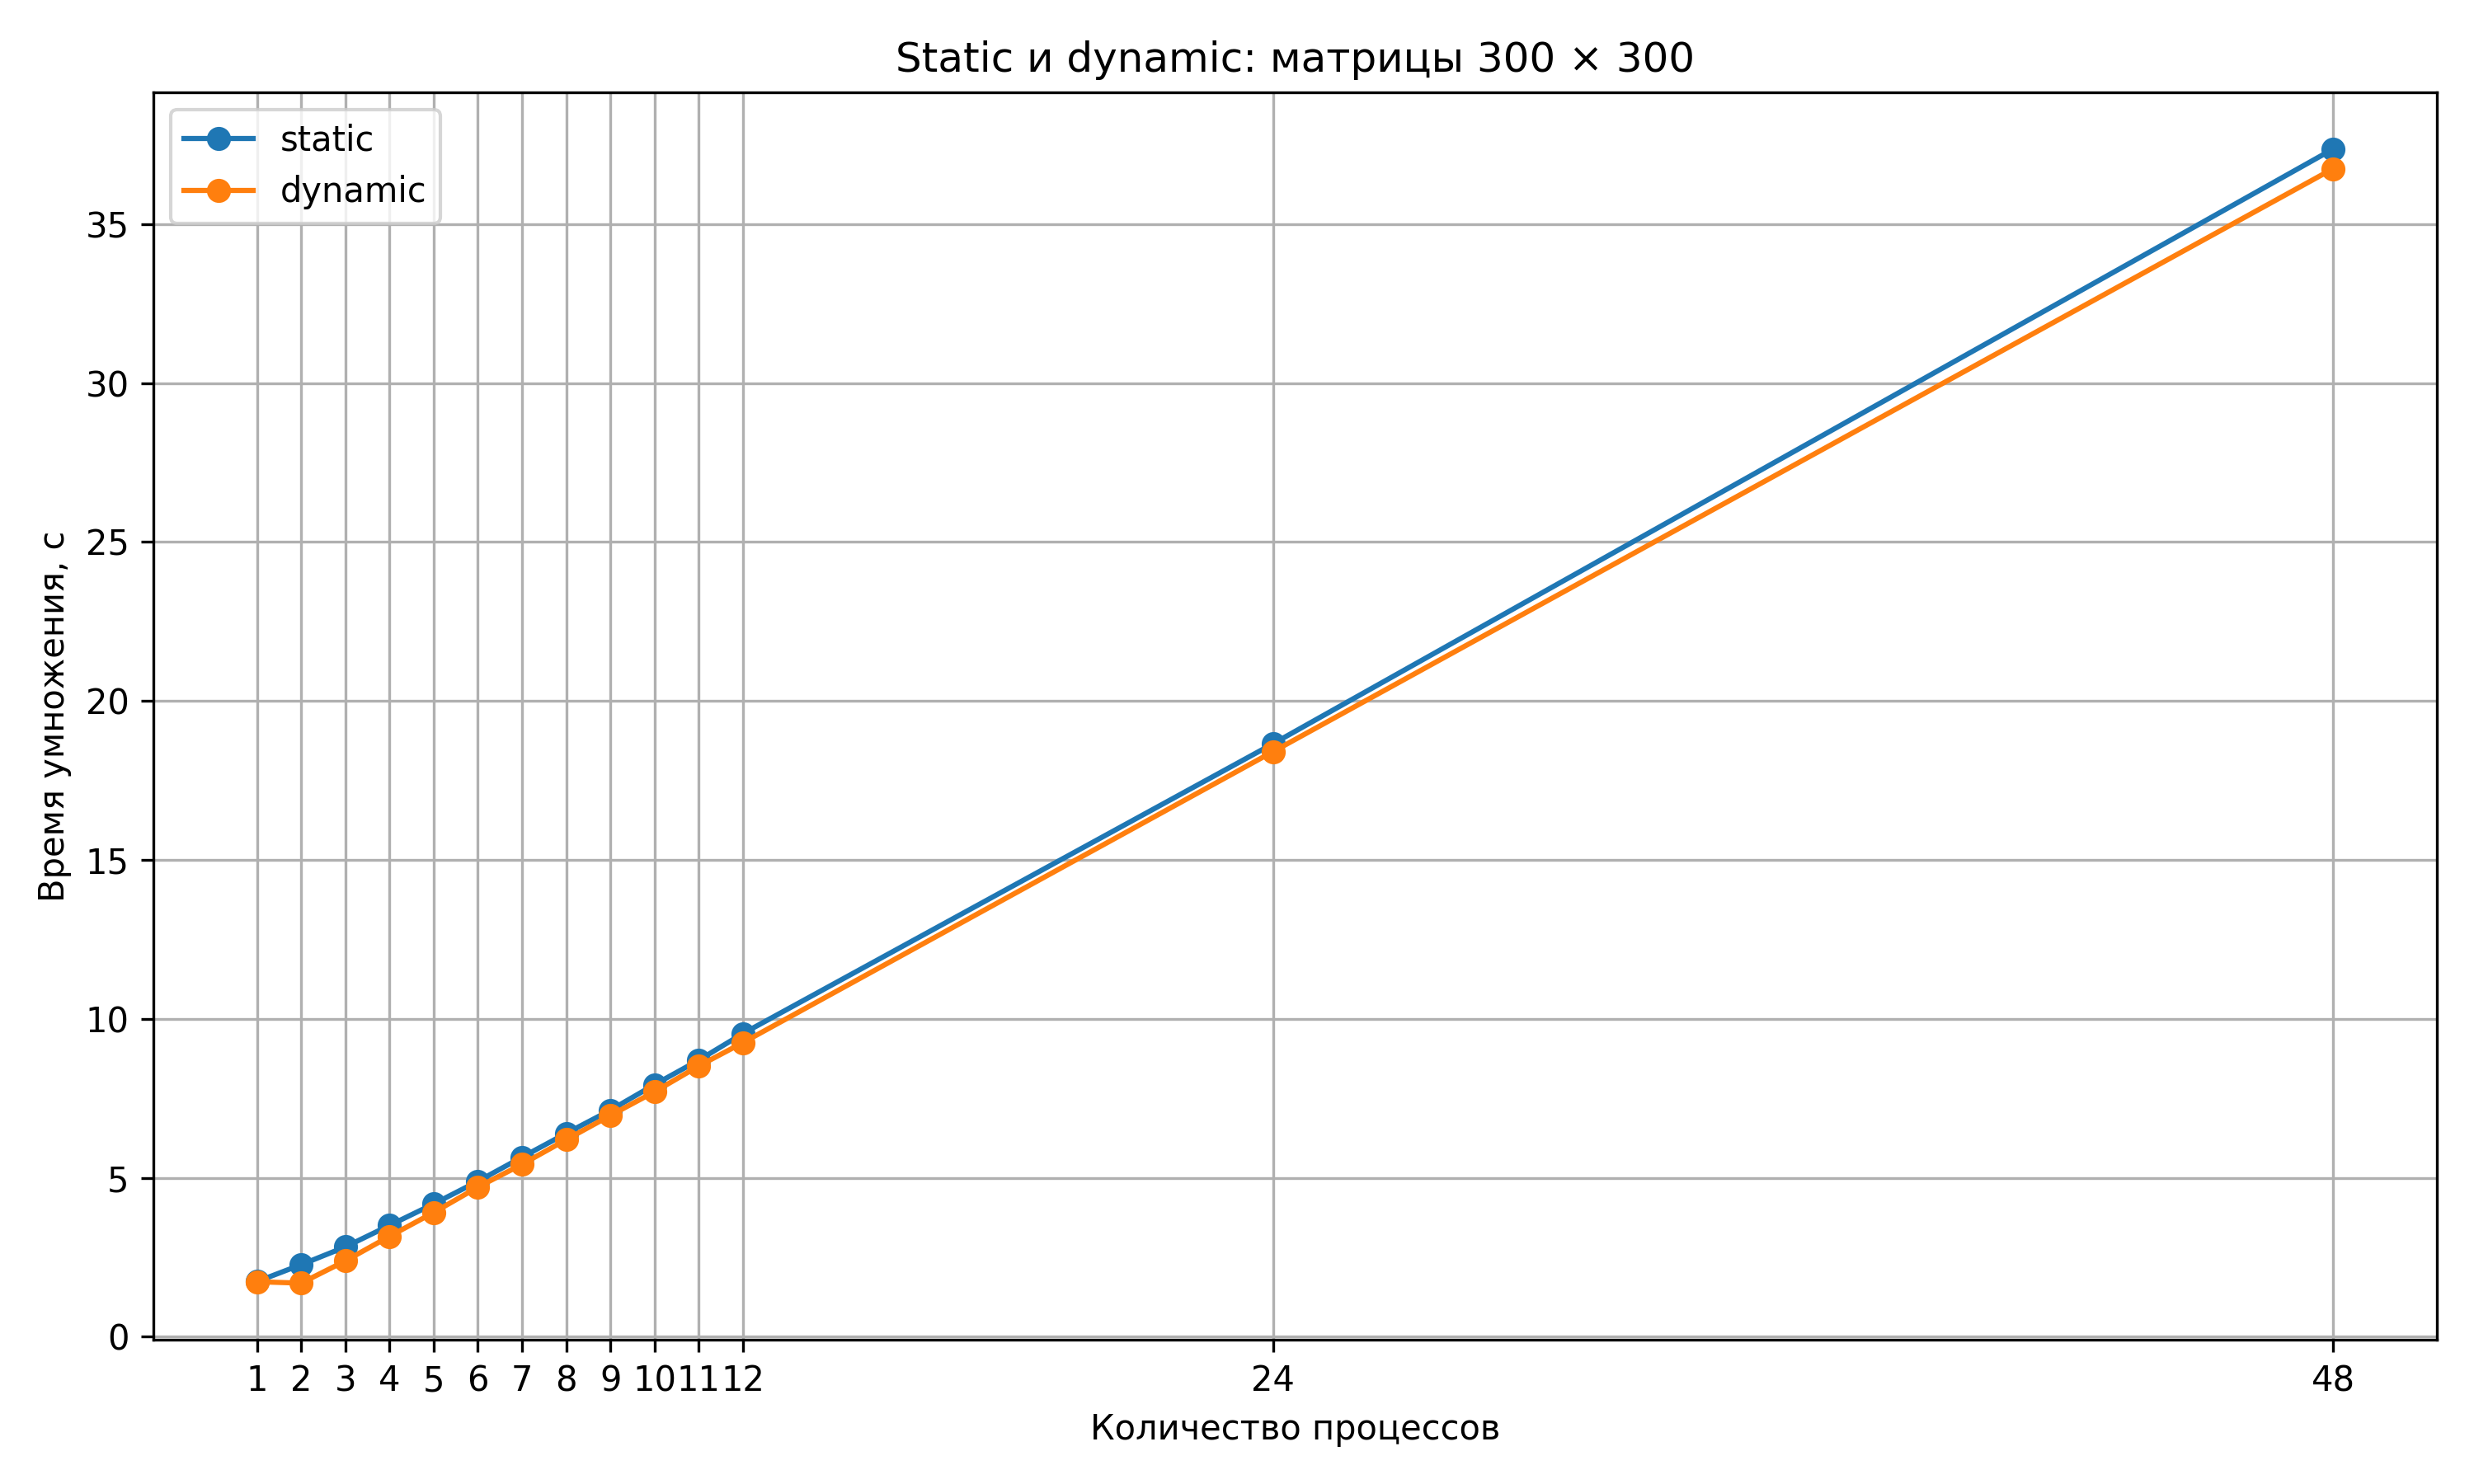 Static и dynamic: матрицы 300 × 300
static
dynamic
35
30
25
20
15
10
5
0
Время умножения, с
1 2 3 4 5 6 7 8 9 10 11 12 24 48
Количество процессов